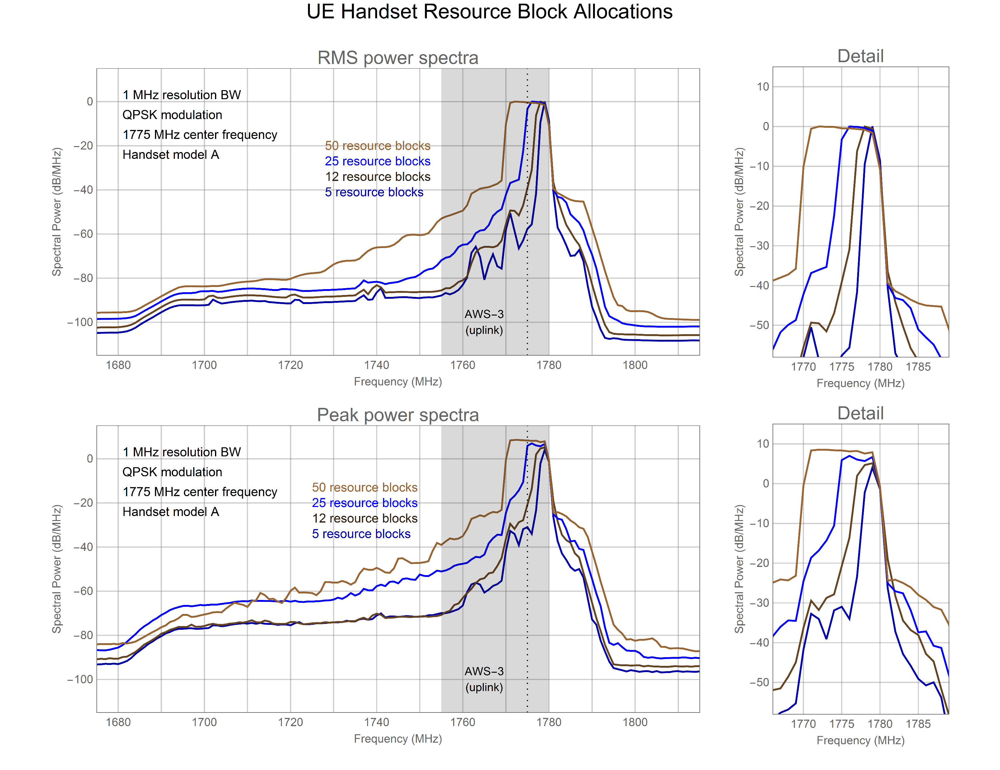 UE Handset Resource Block Allocations
RMS power spectra
1 MHz resolution BW
QPSK modulation
1775 MHz center frequency
Handset model A
50 resource blocks
25 resource blocks
12 resource blocks
5 resource blocks
AWS−3
(uplink)
Spectral Power (dB/MHz)
0
−20
−40
−60
−80
−100
1680 1700 1720 1740 1760 1780 1800
Frequency (MHz)
Detail
Spectral Power (dB/MHz)
10
0
−10
−20
−30
−40
−50
1770 1775 1780 1785
Frequency (MHz)
Peak power spectra
1 MHz resolution BW
QPSK modulation
1775 MHz center frequency
Handset model A
50 resource blocks
25 resource blocks
12 resource blocks
5 resource blocks
AWS−3
(uplink)
Spectral Power (dB/MHz)
0
−20
−40
−60
−80
−100
1680 1700 1720 1740 1760 1780 1800
Frequency (MHz)
Detail
Spectral Power (dB/MHz)
10
0
−10
−20
−30
−40
−50
1770 1775 1780 1785
Frequency (MHz)